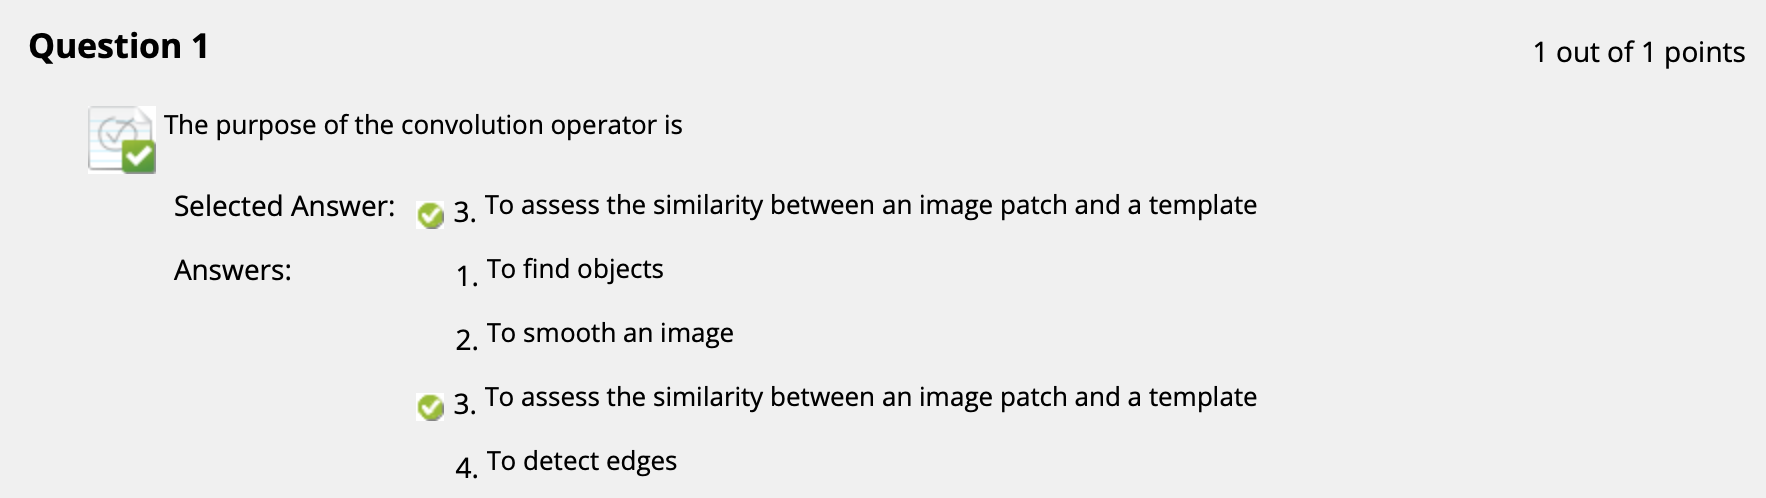 Question 1
1 out of 1 points
The purpose of the convolution operator is
Selected Answer: 3. To assess the similarity between an image patch and a template
Answers: 1. To find objects
2. To smooth an image
3. To assess the similarity between an image patch and a template
4. To detect edges